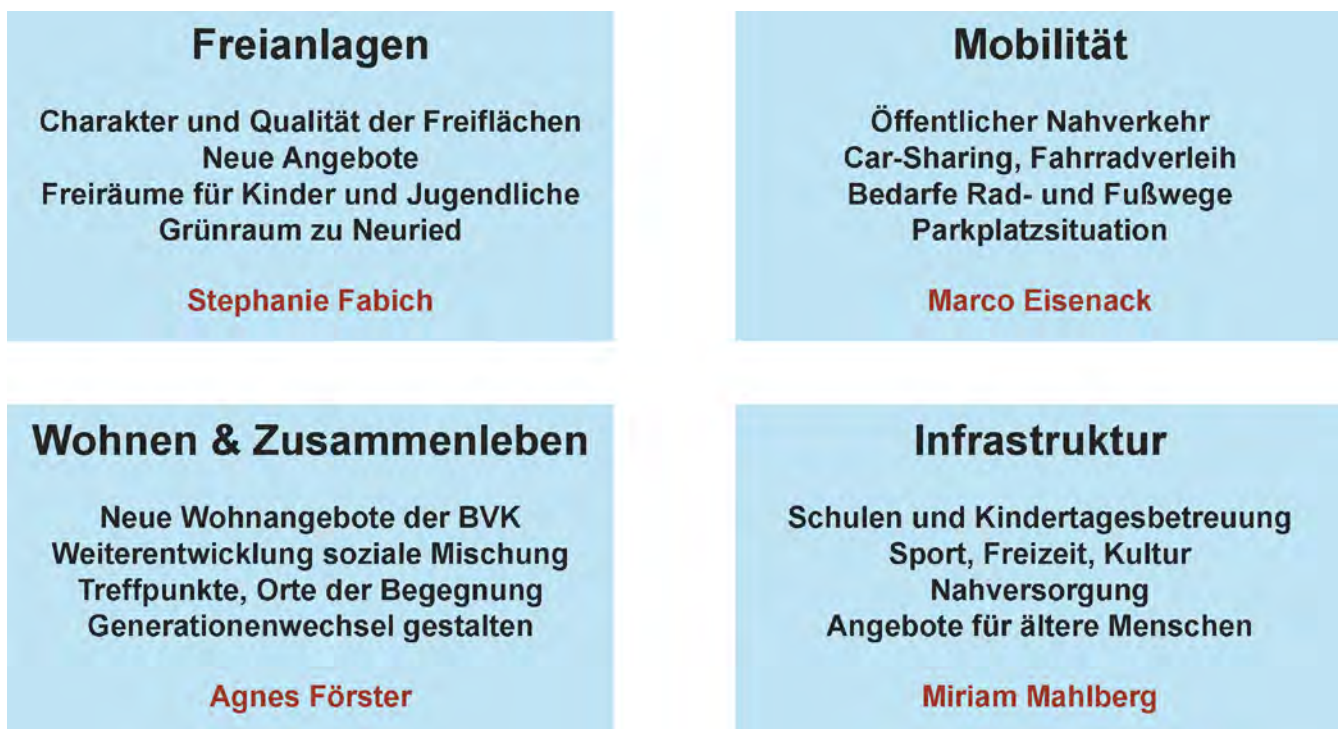 Freianlagen
Charakter und Qualität der Freiflächen
Neue Angebote
Freiräume für Kinder und Jugendliche
Grünraum zu Neuried
Stephanie Fabich
Mobilität
Öffentlicher Nahverkehr
Car-Sharing, Fahrradverleih
Bedarfe Rad- und Fußwege
Parkplatzsituation
Marco Eisenack
Wohnen & Zusammenleben
Neue Wohnangebote der BVK
Weiterentwicklung soziale Mischung
Treffpunkte, Orte der Begegnung
Generationenwechsel gestalten
Agnes Förster
Infrastruktur
Schulen und Kindertagesbetreuung
Sport, Freizeit, Kultur
Nahversorgung
Angebote für ältere Menschen
Miriam Mahlberg